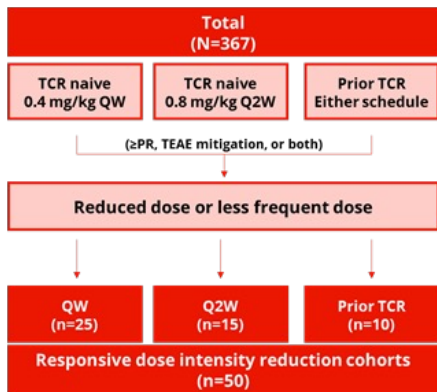 Total
(N=367)
TCR naive
0.4 mg/kg QW
TCR naive
0.8 mg/kg Q2W
Prior TCR
Either schedule
(≥PR, TEAE mitigation, or both)
Reduced dose or less frequent dose
QW
(n=25)
Q2W
(n=15)
Prior TCR
(n=10)
Responsive dose intensity reduction cohorts
(n=50)